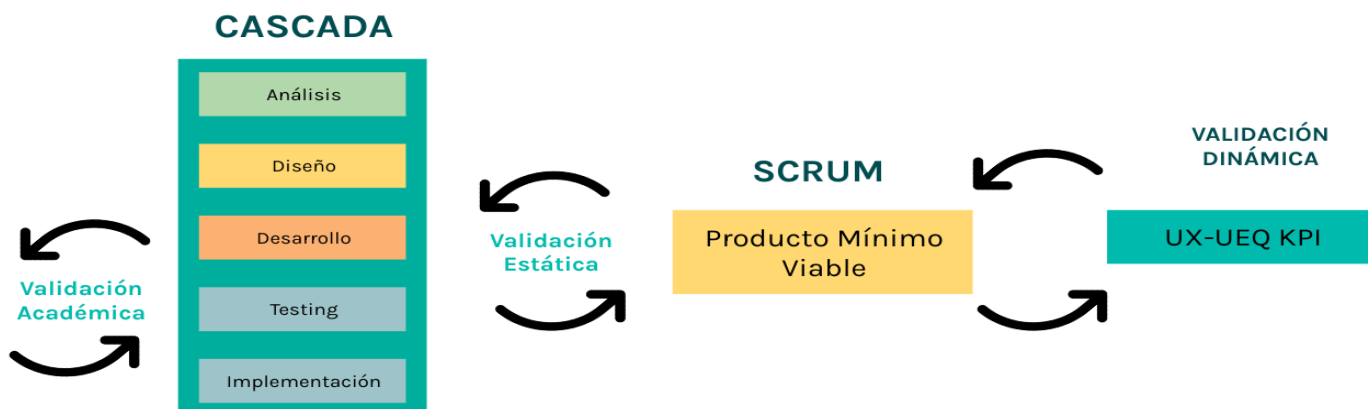 CASCADA
Análisis
Diseño
Desarrollo
Testing
Implementación
Validación
Académica
Validación
Estática
SCRUM
Producto Mínimo
Viable
VALIDACIÓN
DINÁMICA
UX-UEQ KPI